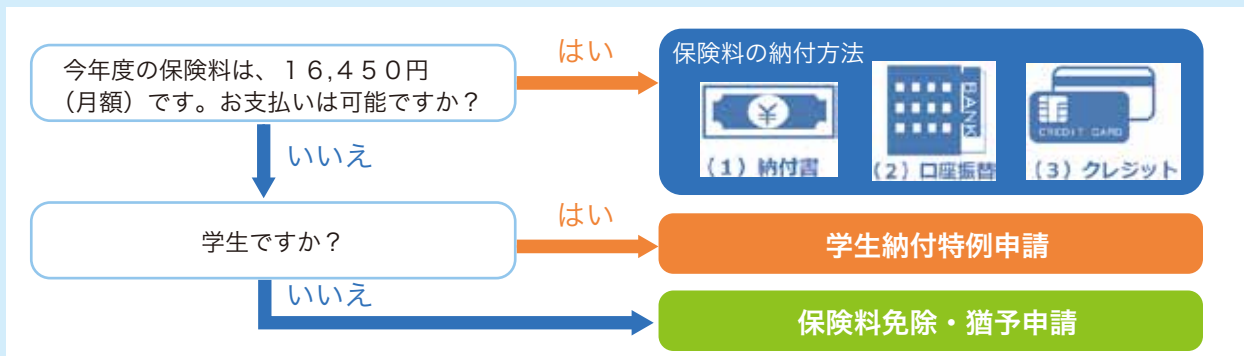 今年度の保険料は、１６,４５０円
（月額）です。お支払いは可能ですか？
はい
保険料の納付方法
¥
BANK
CREDIT CARD
（１）納付書
（２）口座振替
（３）クレジット
いいえ
学生ですか？
はい
学生納付特例申請
いいえ
保険料免除・猶予申請